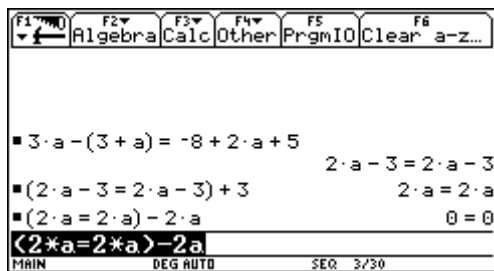 F1 F2 F3 F4 F5 F6
Algebra Calc Other PrgmIO Clear a-z…
▪3·a-(3+a)= -8+2·a+5
2·a-3=2·a-3
▪(2·a-3=2·a-3)+3 2·a=2·a
▪(2·a=2·a)-2·a 0=0
(2*a=2*a)-2a
MAIN DEG AUTO SEQ 3/30